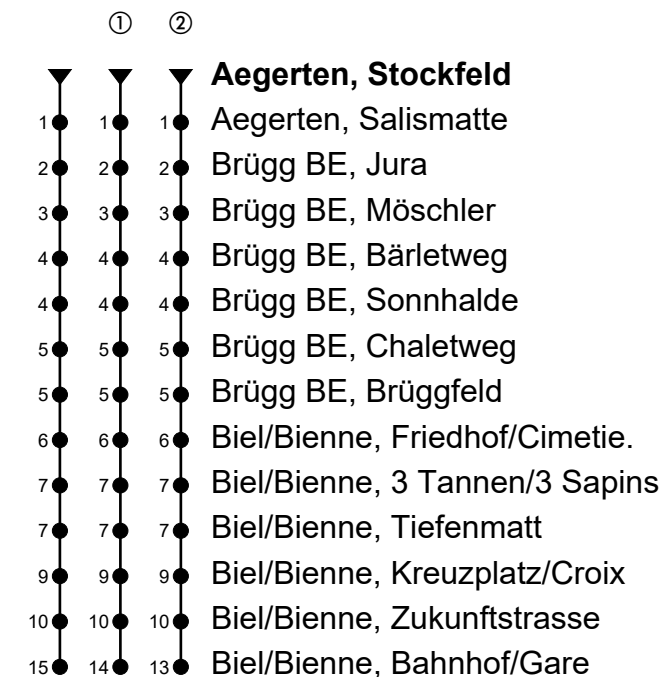 ① ②
Aegerten, Stockfeld
1 1 1 Aegerten, Salismatte
2 2 2 Brügg BE, Jura
3 3 3 Brügg BE, Möschler
4 4 4 Brügg BE, Bärletweg
4 4 4 Brügg BE, Sonnhalde
5 5 5 Brügg BE, Chaletweg
5 5 5 Brügg BE, Brüggfeld
6 6 6 Biel/Bienne, Friedhof/Cimetie.
7 7 7 Biel/Bienne, 3 Tannen/3 Sapins
7 7 7 Biel/Bienne, Tiefenmatt
9 9 9 Biel/Bienne, Kreuzplatz/Croix
10 10 10 Biel/Bienne, Zukunftstrasse
15 14 13 Biel/Bienne, Bahnhof/Gare